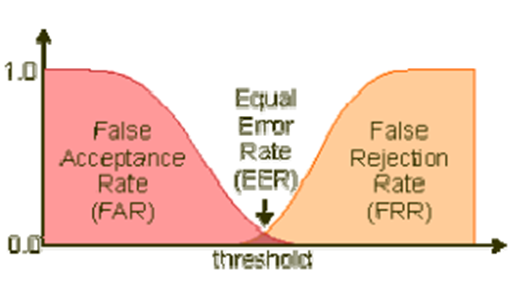 1.0
False
Acceptance
Rate
(FAR)
Equal
Error
Rate
(EER)
False
Rejection
Rate
(FRR)
0.0
threshold